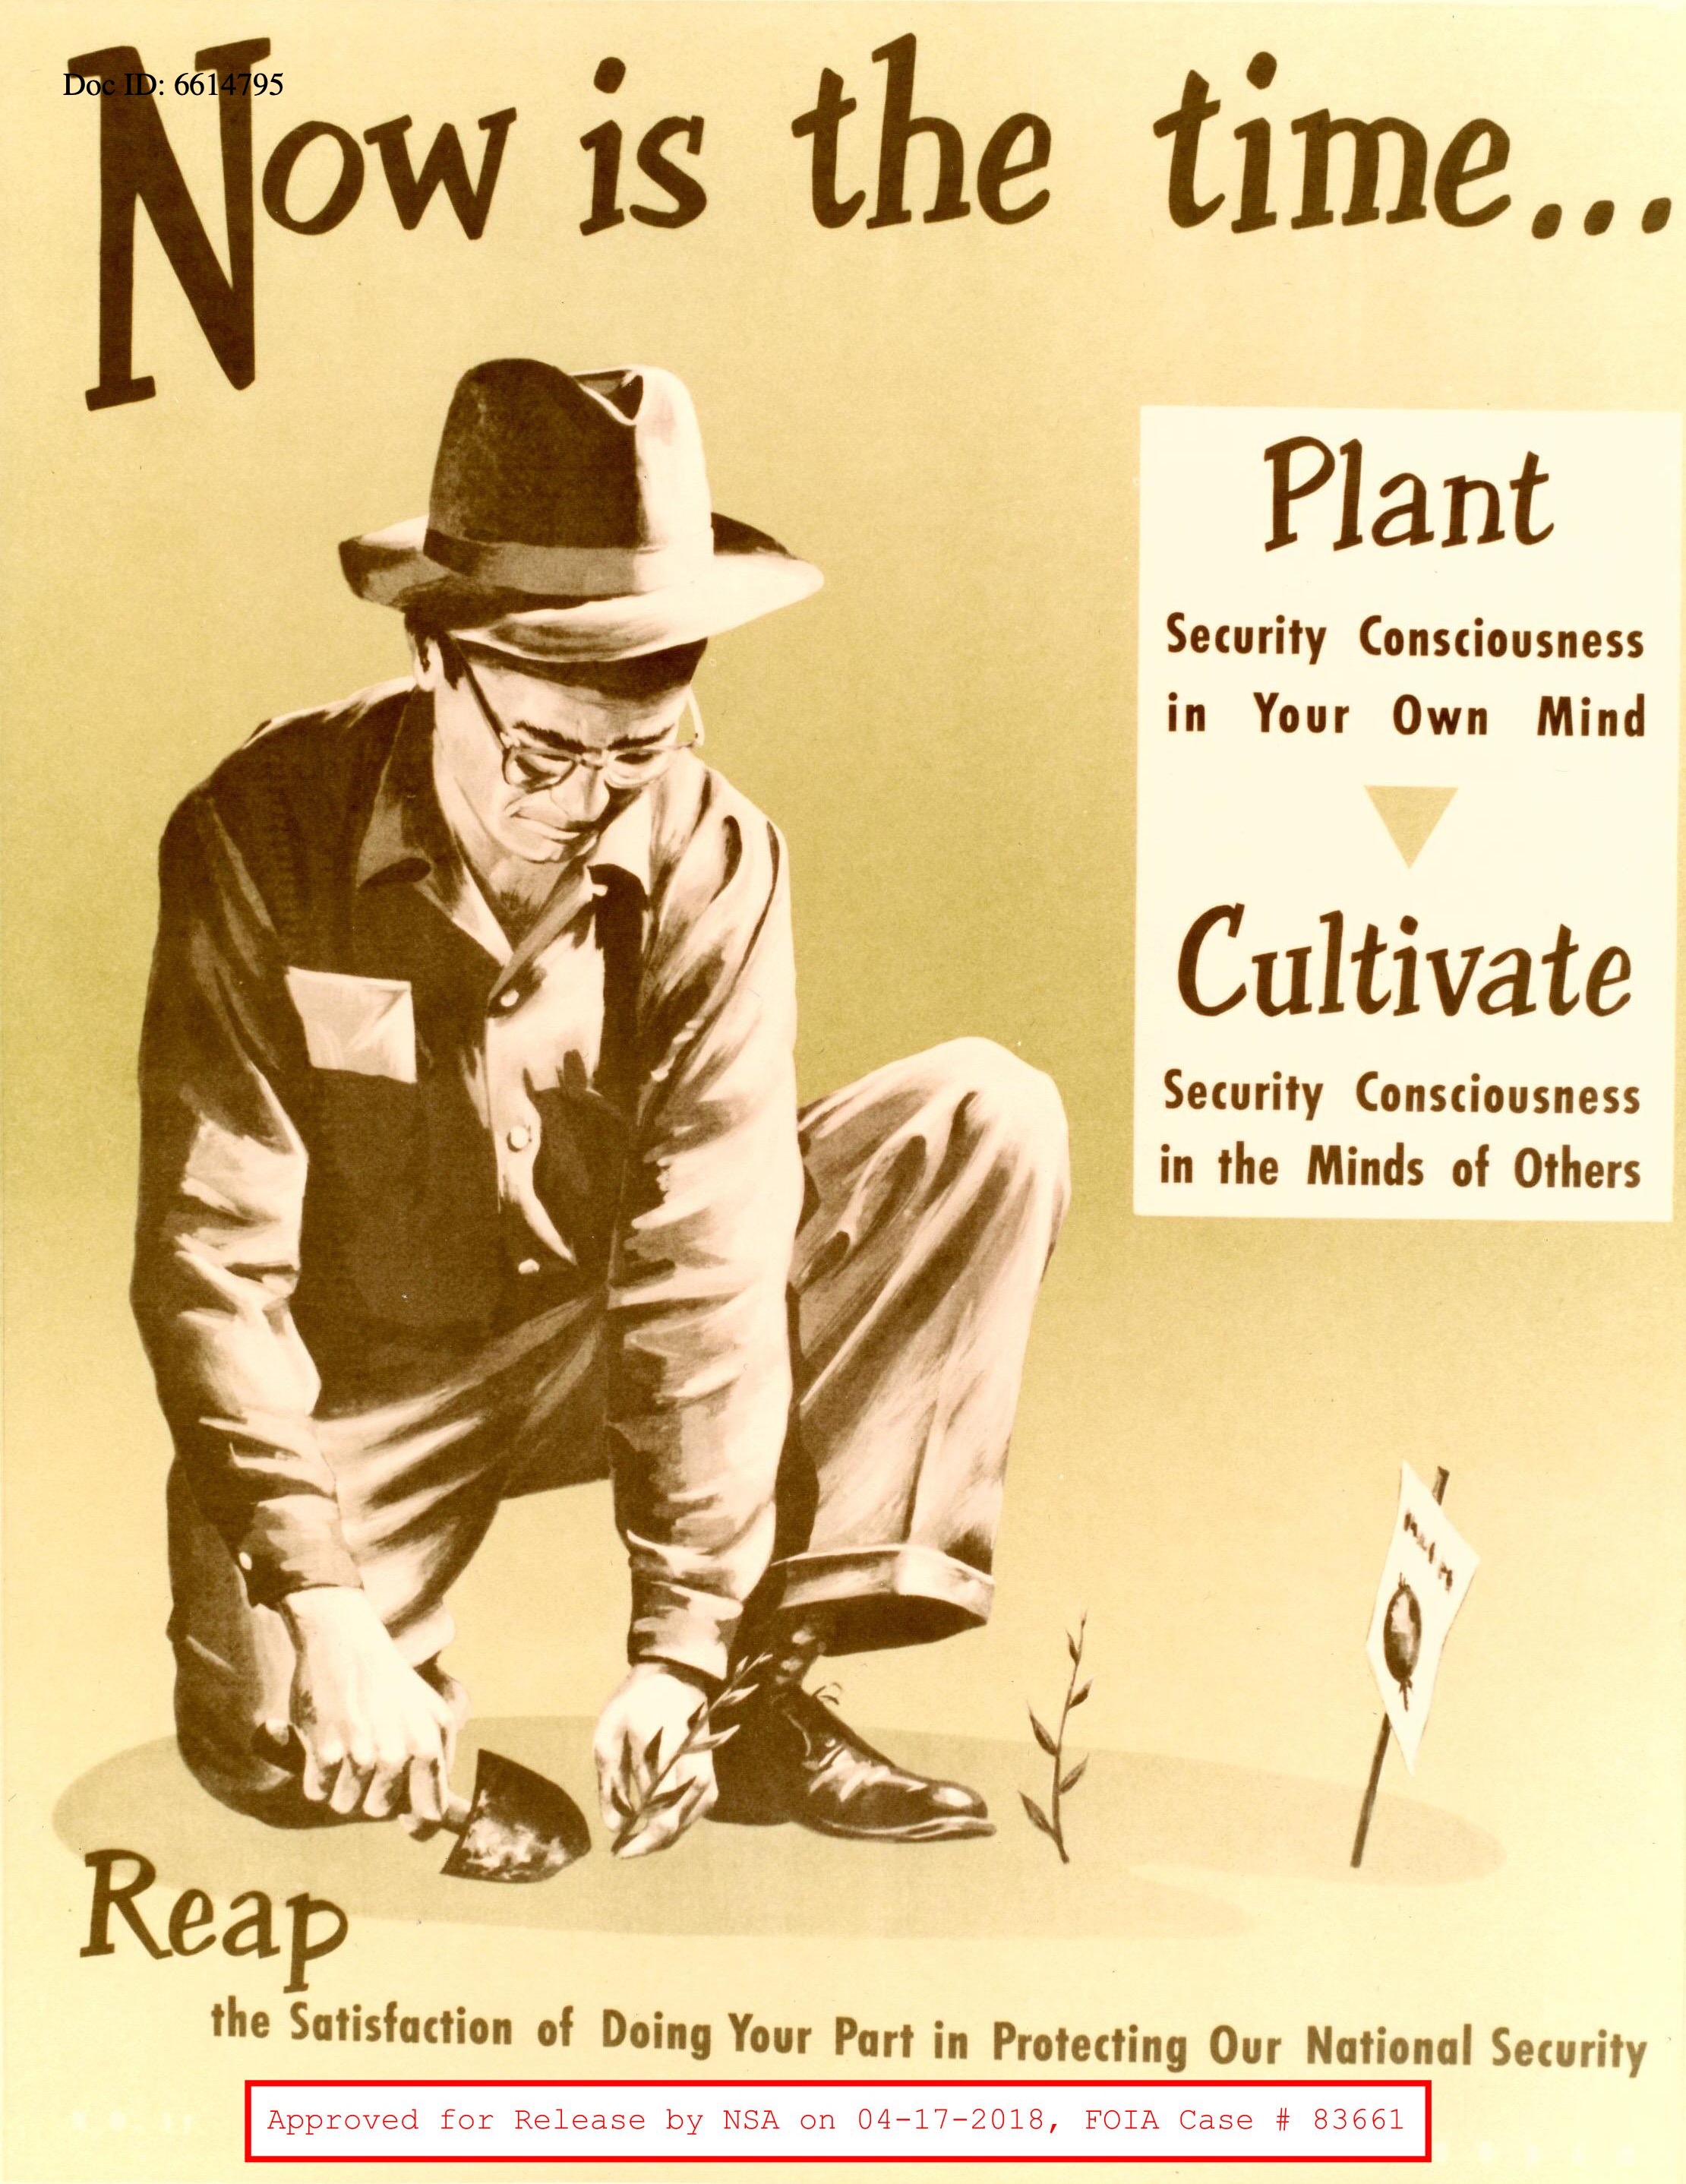 Doc ID: 6614795
Now is the time...
Plant
Security Consciousness
in Your Own Mind
Cultivate
Security Consciousness
in the Minds of Others
Reap
the Satisfaction of Doing Your Part in Protecting Our National Security
Approved for Release by NSA on 04-17-2018, FOIA Case # 83661